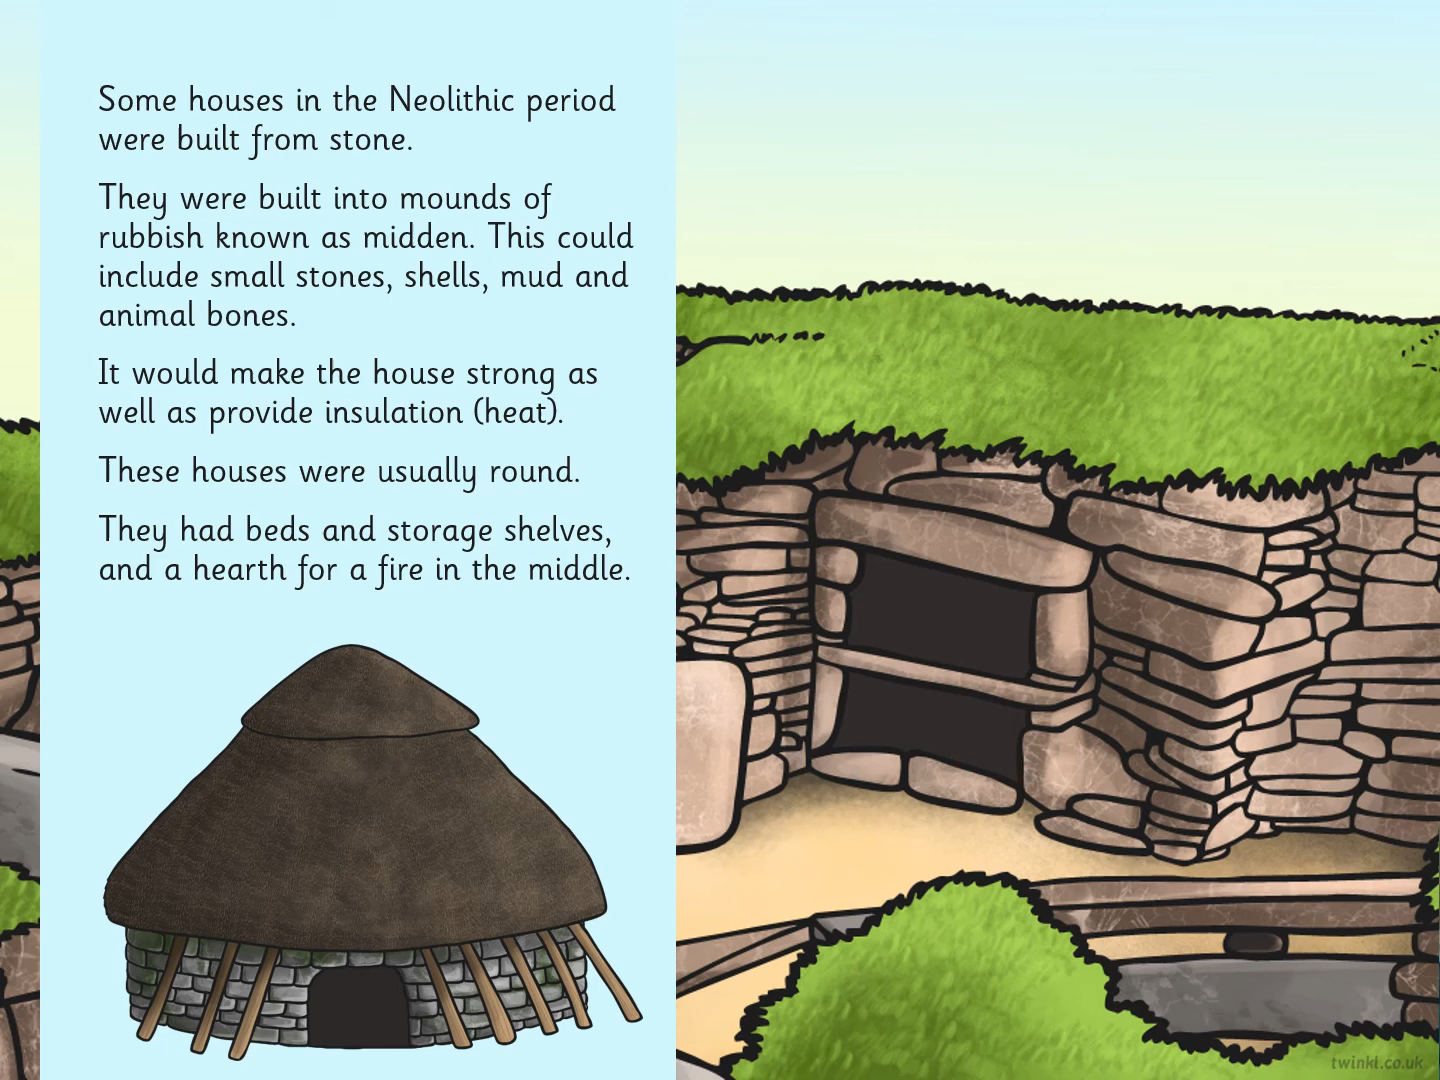 Some houses in the Neolithic period
were built from stone.
They were built into mounds of
rubbish known as midden. This could
include small stones, shells, mud and
animal bones.
It would make the house strong as
well as provide insulation (heat).
These houses were usually round.
They had beds and storage shelves,
and a hearth for a fire in the middle.
twinkl.co.uk